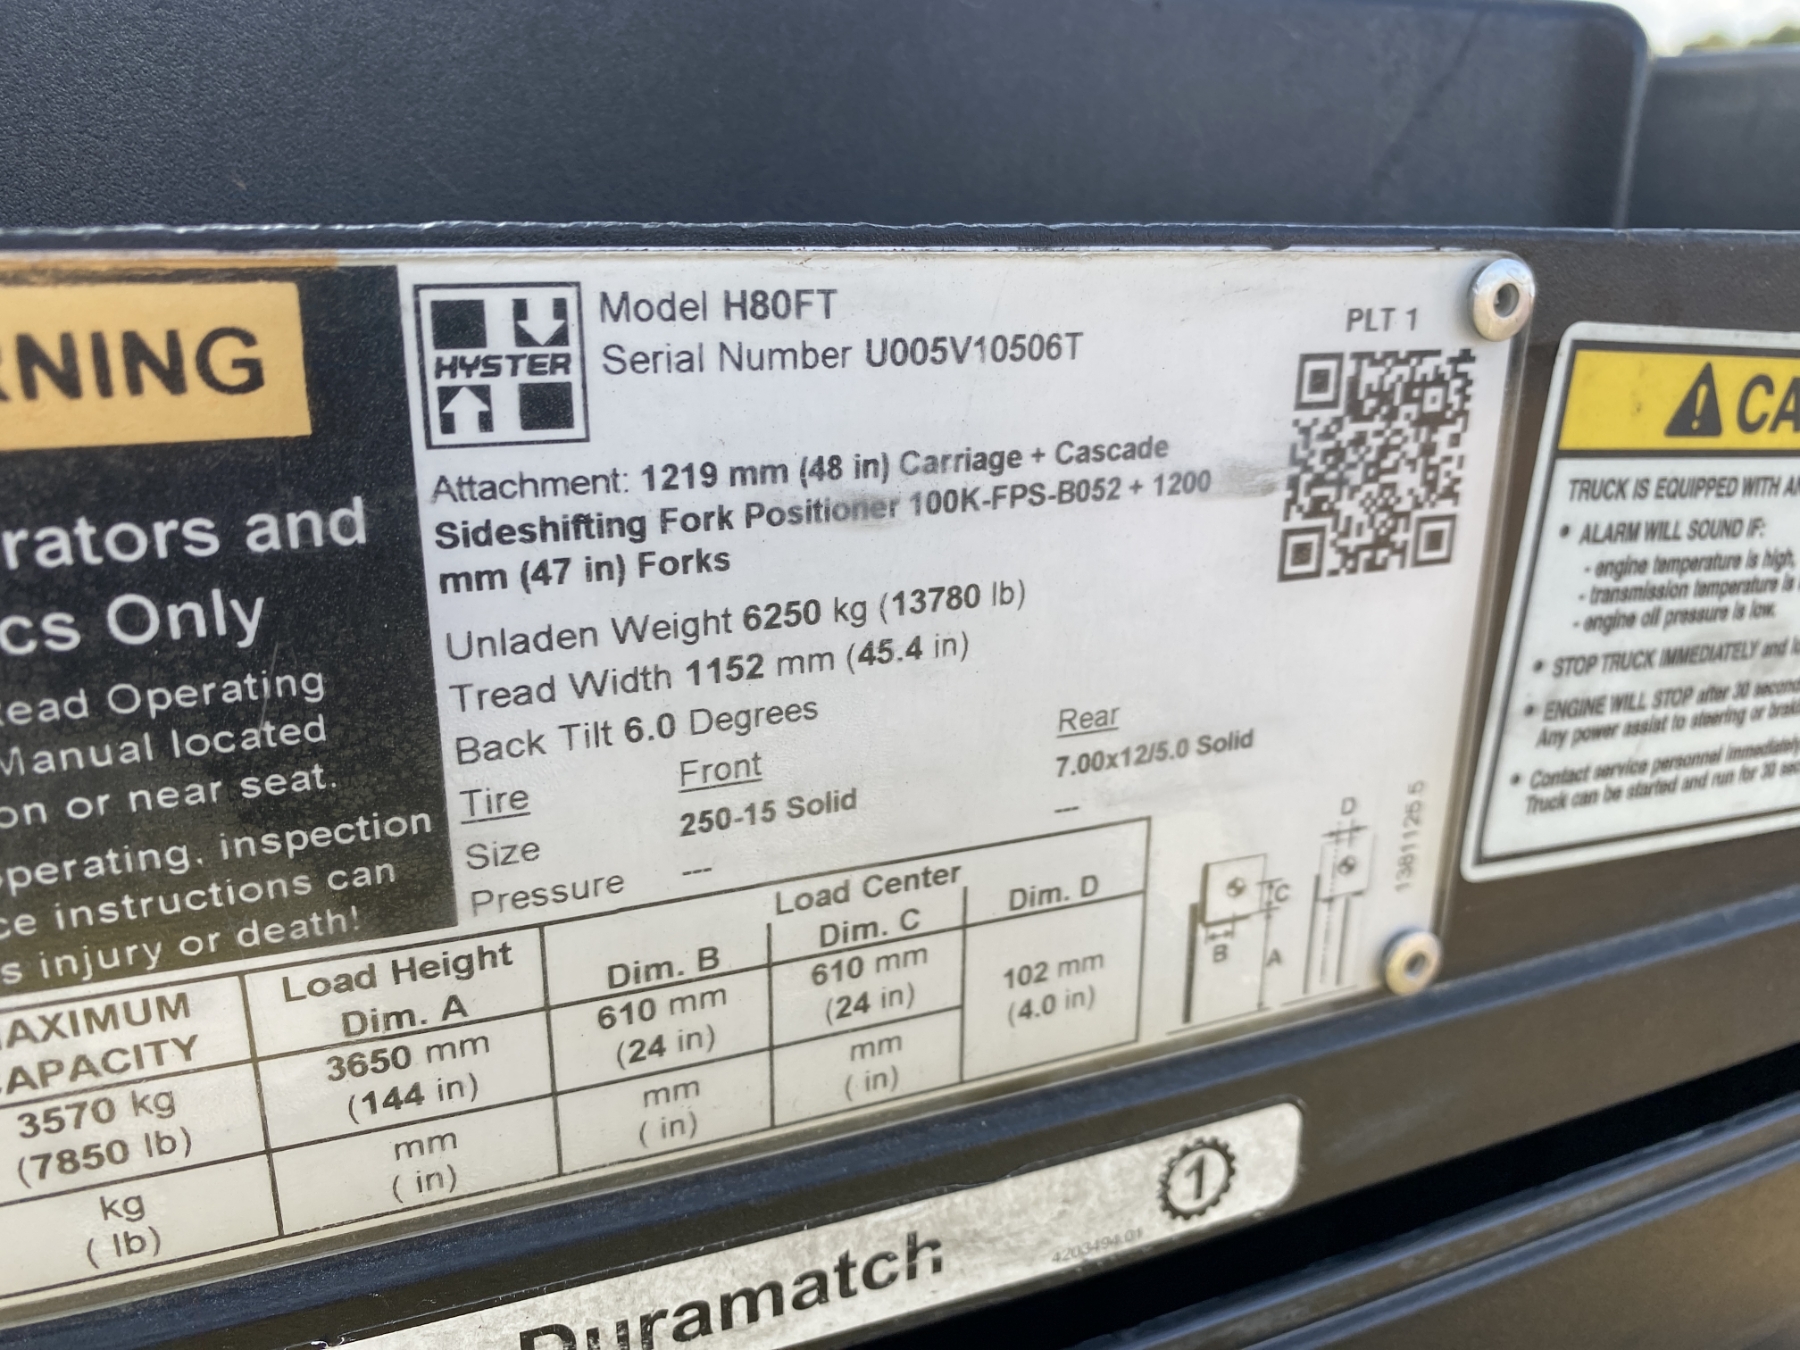 RNING
rators and
cs Only
ead Operating
Manual located
on or near seat.
perating, inspection
ce instructions can
s injury or death!
HYSTER
Model H80FT
Serial Number U005V10506T
PLT 1
Attachment: 1219 mm (48 in) Carriage + Cascade
Sideshifting Fork Positioner 100K-FPS-B052 + 1200
mm (47 in) Forks
Unladen Weight 6250 kg (13780 lb)
Tread Width 1152 mm (45.4 in)
Back Tilt 6.0 Degrees
Tire Front Rear
Size 250-15 Solid 7.00x12/5.0 Solid
Pressure --- ---
MAXIMUM
CAPACITY
Load Height
Dim. A
Load Center
Dim. B Dim. C Dim. D
3570 kg
(7850 lb)
3650 mm
(144 in)
610 mm
(24 in)
610 mm
(24 in)
102 mm
(4.0 in)
kg
( lb)
mm
( in)
mm
( in)
mm
( in)
D
C
B
A
1381126.5
CA
TRUCK IS EQUIPPED WITH AN
• ALARM WILL SOUND IF:
- engine temperature is high,
- transmission temperature is
- engine oil pressure is low.
• STOP TRUCK IMMEDIATELY and
• ENGINE WILL STOP after 30 second
Any power assist to steering or
• Contact service personnel immediately
Truck can be started and run for 30
Duramatch
4203494.01
1